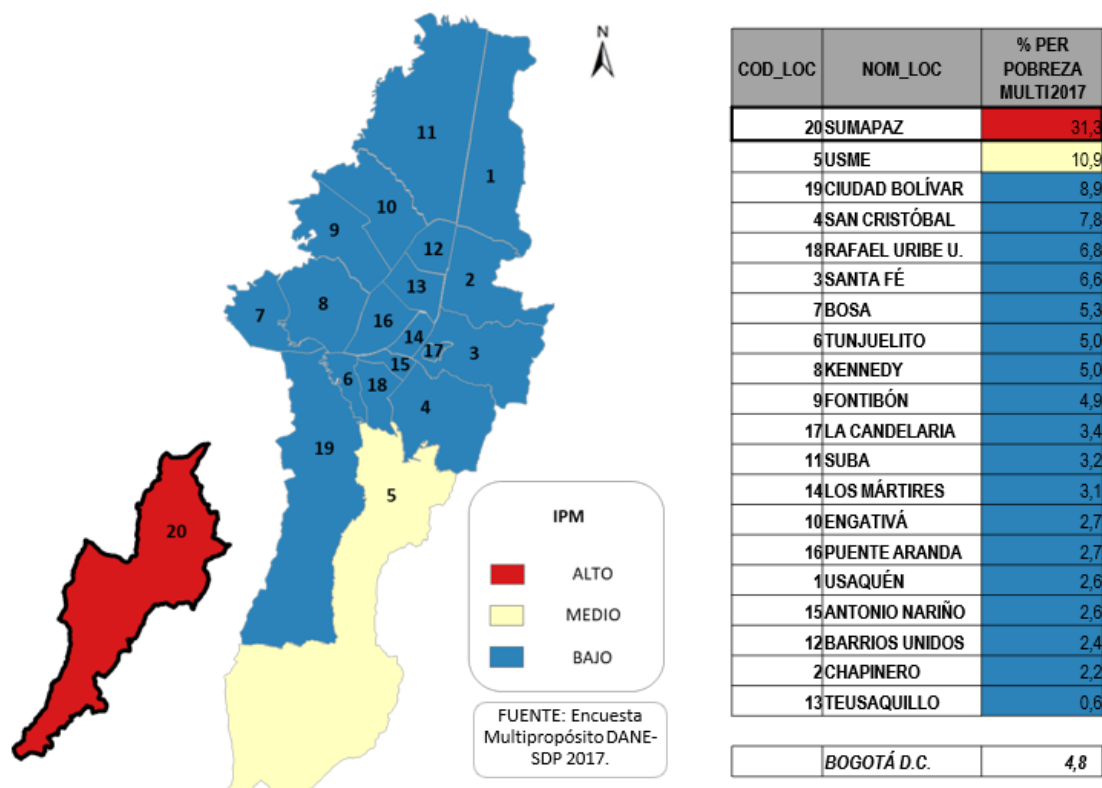 N
11
1
10
9
12
2
13
7
8
16
14
17
3
15
6
18
4
19
5
20
IPM
ALTO
MEDIO
BAJO
FUENTE: Encuesta
Multipropósito DANE-
SDP 2017.
COD_LOC NOM_LOC % PER
POBREZA
MULTI2017
20 SUMAPAZ 31,3
5 USME 10,9
19 CIUDAD BOLÍVAR 8,9
4 SAN CRISTÓBAL 7,8
18 RAFAEL URIBE U. 6,8
3 SANTA FÉ 6,6
7 BOSA 5,3
6 TUNJUELITO 5,0
8 KENNEDY 5,0
9 FONTIBÓN 4,9
17 LA CANDELARIA 3,4
11 SUBA 3,2
14 LOS MÁRTIRES 3,1
10 ENGATIVÁ 2,7
16 PUENTE ARANDA 2,7
1 USAQUÉN 2,6
15 ANTONIO NARIÑO 2,6
12 BARRIOS UNIDOS 2,4
2 CHAPINERO 2,2
13 TEUSAQUILLO 0,6
BOGOTÁ D.C. 4,8